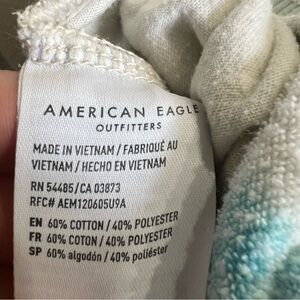 AMERICAN EAGLE
OUTFITTERS
MADE IN VIETNAM / FABRIQUÉ AU
VIETNAM / HECHO EN VIETNAM
RN 54485/CA 03873
RFC# AEM120605U9A
EN 60% COTTON / 40% POLYESTER
FR 60% COTON / 40% POLYESTER
SP 60% algodón / 40% poliéster